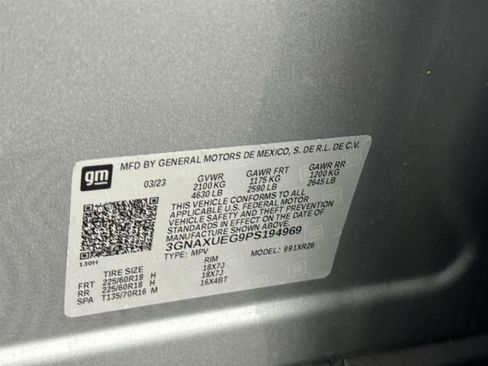 gm
MFD BY GENERAL MOTORS DE MEXICO, S. DE R.L. DE C.V.
03/23 GVWR GAWR FRT GAWR RR
2100 KG 1175 KG 1200 KG
4630 LB 2590 LB 2645 LB
THIS VEHICLE CONFORMS TO ALL
APPLICABLE U.S. FEDERAL MOTOR
VEHICLE SAFETY AND THEFT PREVENTION
STANDARDS IN EFFECT ON THE DATE OF
MANUFACTURE SHOWN ABOVE.
3GNAXUEG9PS194969
TYPE: MPV MODEL: 991XR26
130H
TIRE SIZE RIM
FRT 225/60R18 H 18X7J
RR 225/60R18 H 18X7J
SPA T135/70R16 M 16X4BT